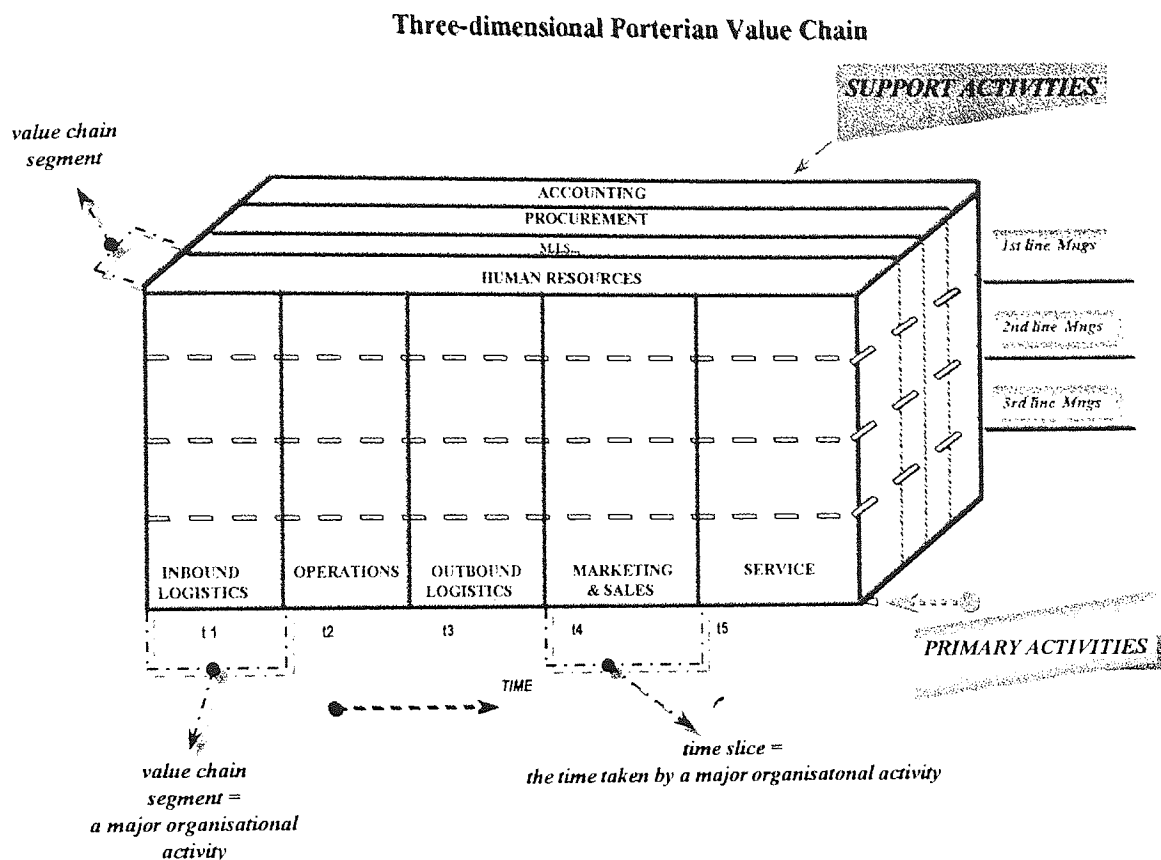 Three-dimensional Porterian Value Chain
SUPPORT ACTIVITIES
value chain
segment
ACCOUNTING
PROCUREMENT
M.I.S...
HUMAN RESOURCES
1st line Mngs
2nd line Mngs
3rd line Mngs
INBOUND
LOGISTICS
OPERATIONS
OUTBOUND
LOGISTICS
MARKETING
& SALES
SERVICE
t1
t2
t3
t4
t5
PRIMARY ACTIVITIES
TIME
value chain
segment =
a major organisational
activity
time slice =
the time taken by a major organisatonal activity